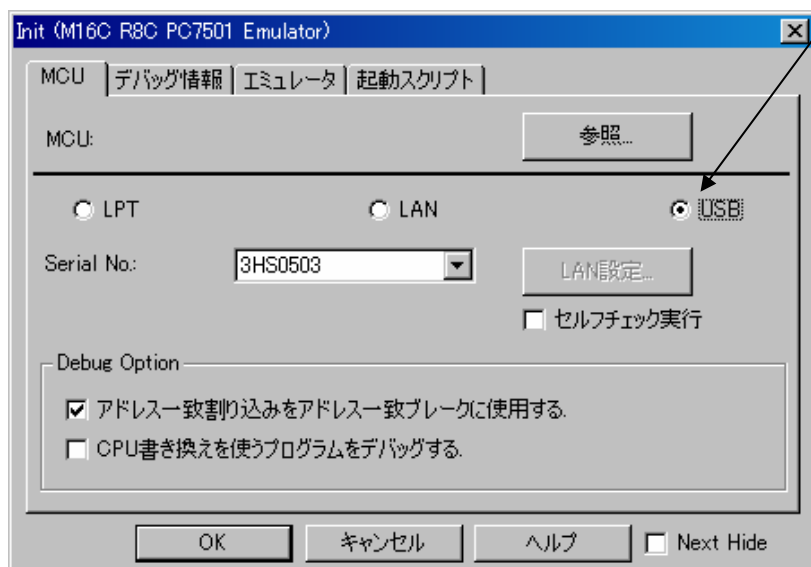 Init (M16C R8C PC7501 Emulator)
MCU デバッグ情報 エミュレータ 起動スクリプト
MCU: 参照...
LPT LAN USB
Serial No.: 3HS0503 LAN設定...
セルフチェック実行
Debug Option
アドレス一致割り込みをアドレス一致ブレークに使用する.
CPU書き換えを使うプログラムをデバッグする.
OK キャンセル ヘルプ Next Hide